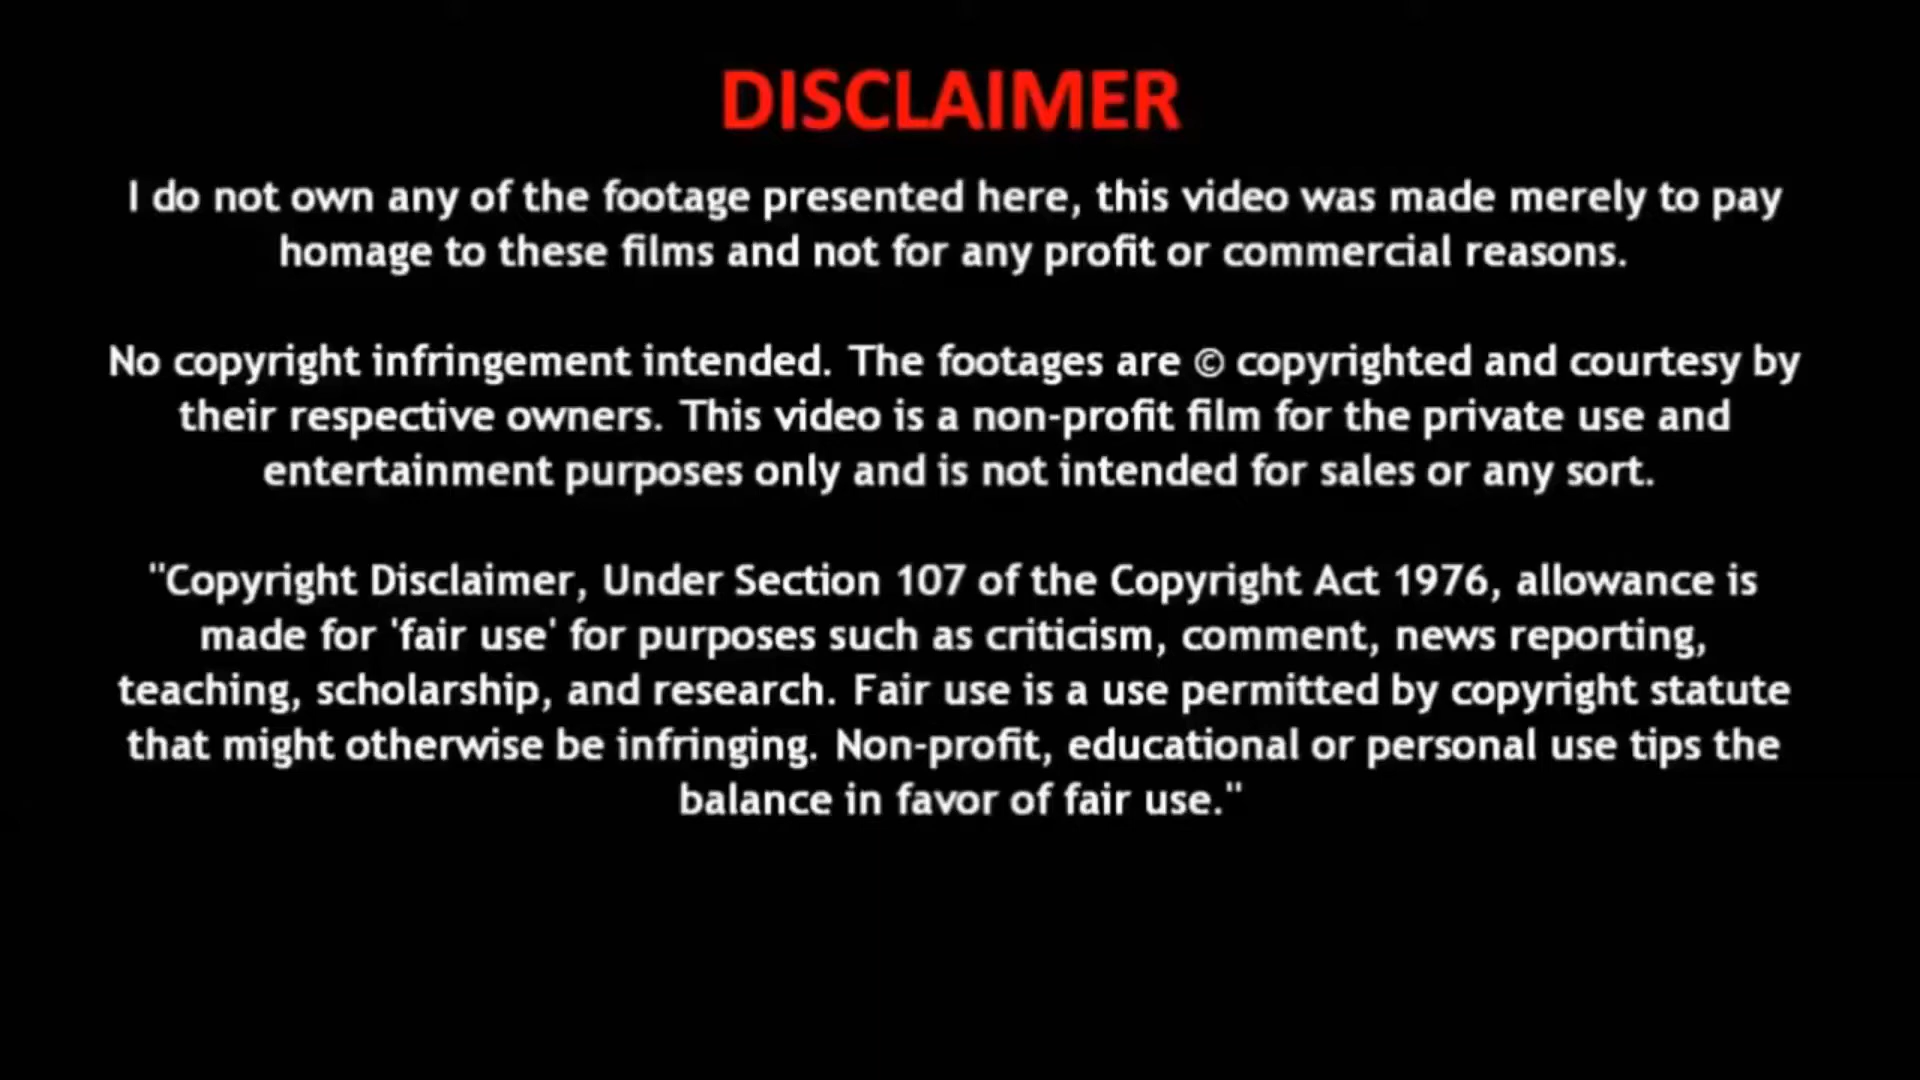 DISCLAIMER
I do not own any of the footage presented here, this video was made merely to pay
homage to these films and not for any profit or commercial reasons.
No copyright infringement intended. The footages are © copyrighted and courtesy by
their respective owners. This video is a non-profit film for the private use and
entertainment purposes only and is not intended for sales or any sort.
"Copyright Disclaimer, Under Section 107 of the Copyright Act 1976, allowance is
made for 'fair use' for purposes such as criticism, comment, news reporting,
teaching, scholarship, and research. Fair use is a use permitted by copyright statute
that might otherwise be infringing. Non-profit, educational or personal use tips the
balance in favor of fair use."